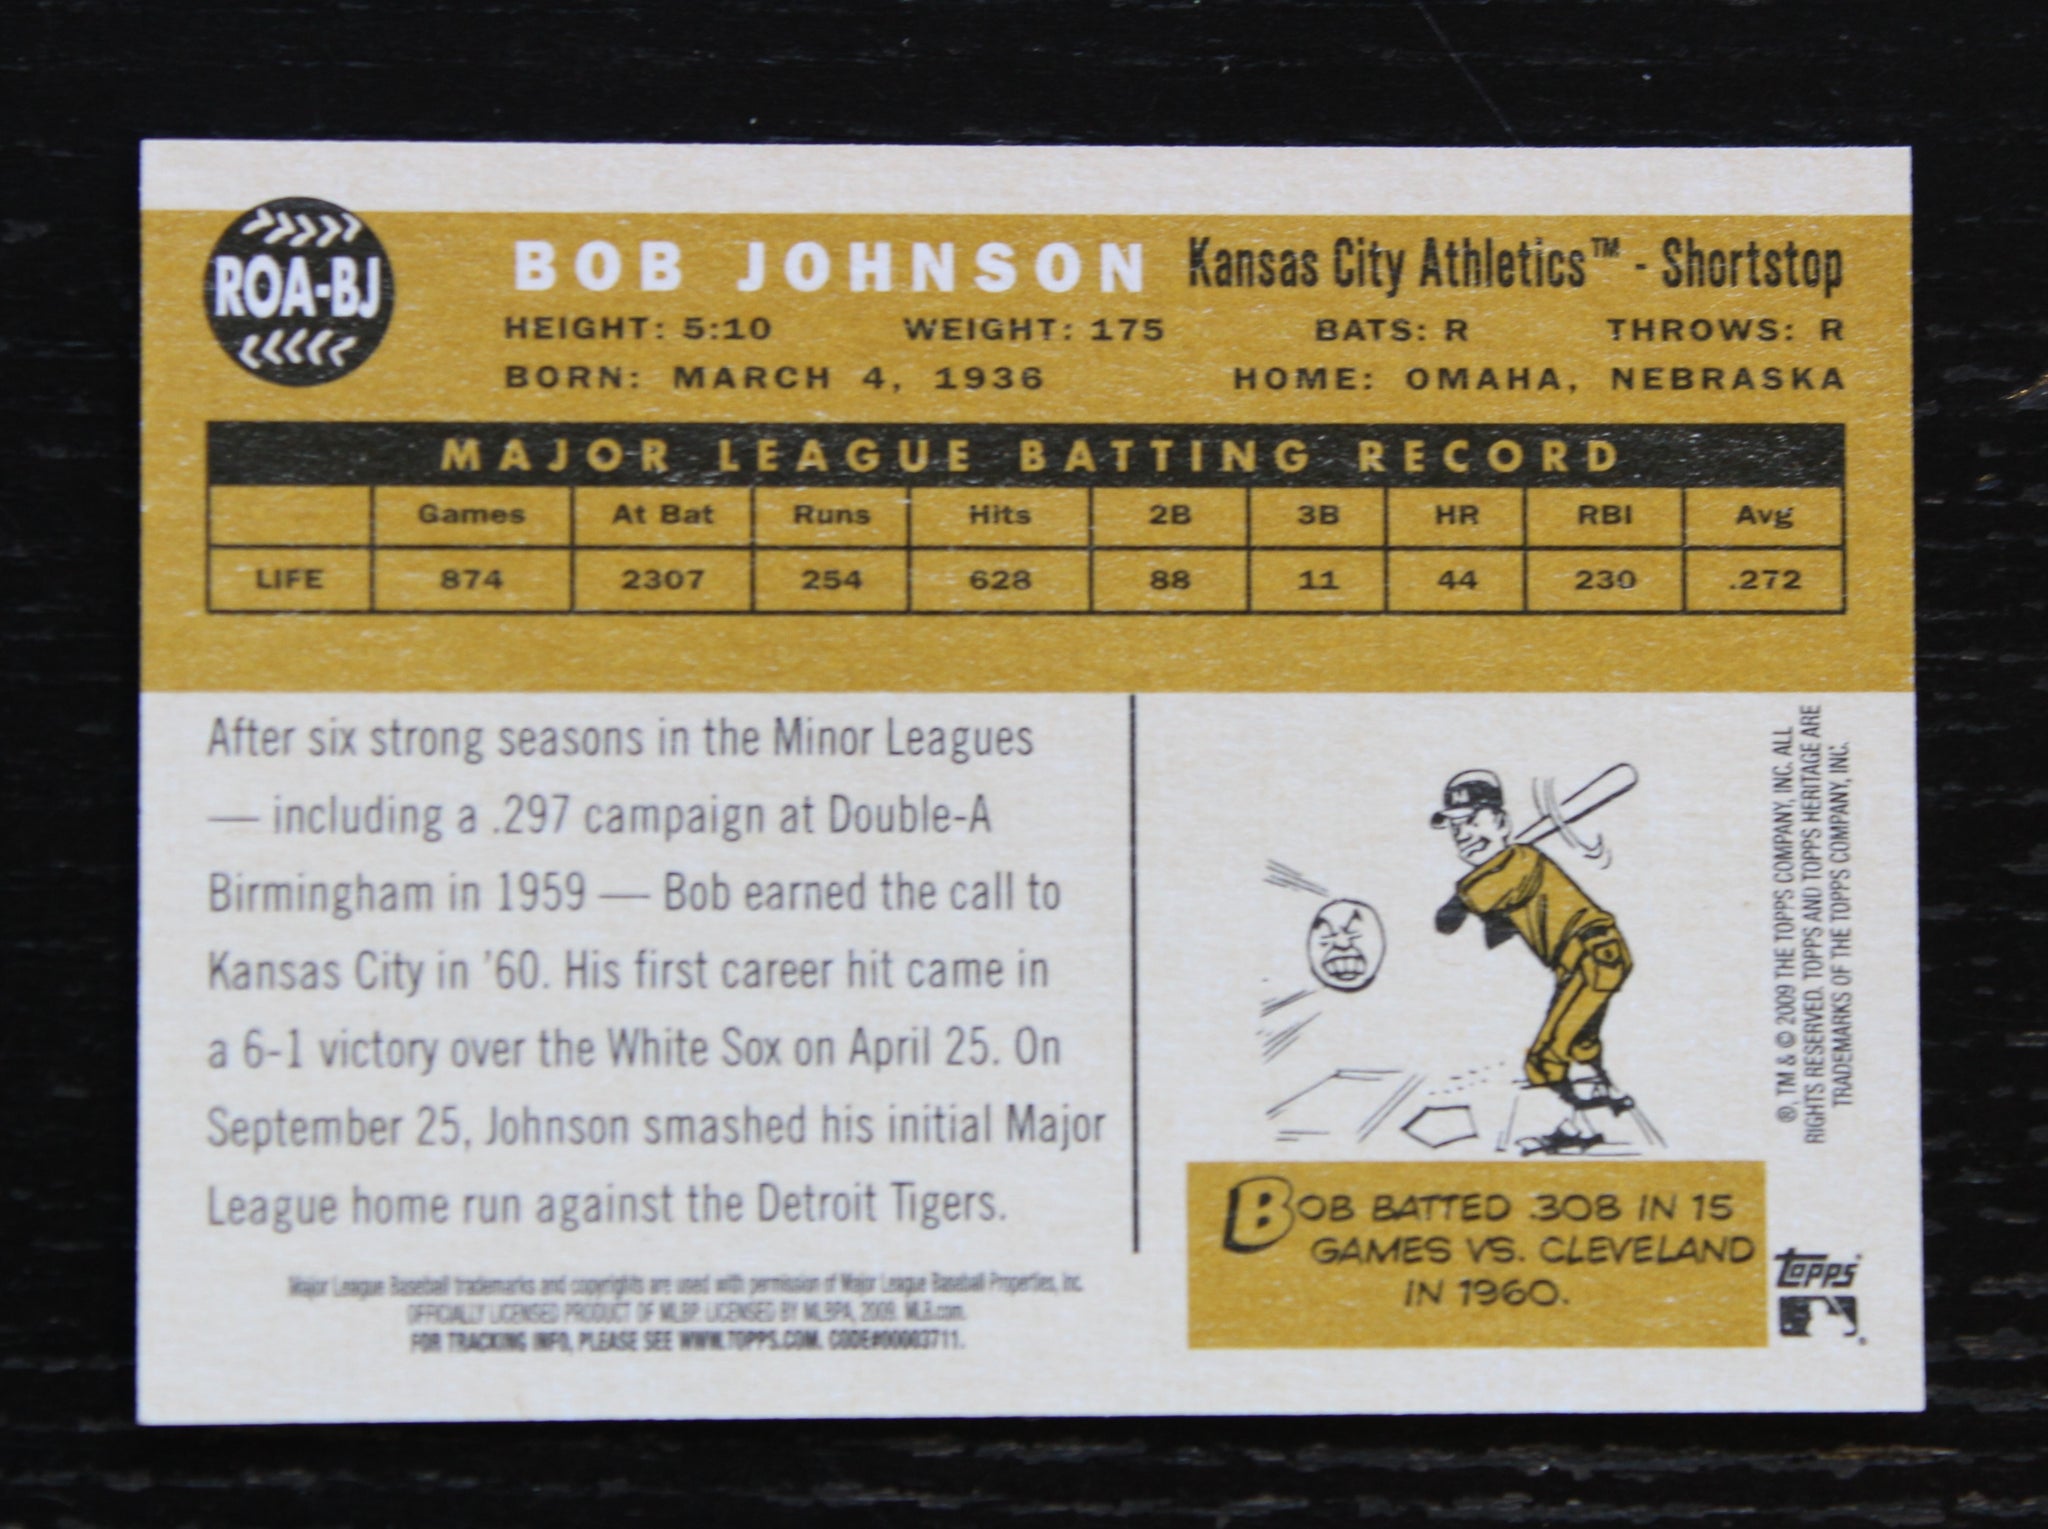 ROA-BJ
BOB JOHNSON Kansas City Athletics™ - Shortstop
HEIGHT: 5:10 WEIGHT: 175 BATS: R THROWS: R
BORN: MARCH 4, 1936 HOME: OMAHA, NEBRASKA
MAJOR LEAGUE BATTING RECORD
Games At Bat Runs Hits 2B 3B HR RBI Avg
LIFE 874 2307 254 628 88 11 44 230 .272
After six strong seasons in the Minor Leagues
— including a .297 campaign at Double-A
Birmingham in 1959 — Bob earned the call to
Kansas City in '60. His first career hit came in
a 6-1 victory over the White Sox on April 25. On
September 25, Johnson smashed his initial Major
League home run against the Detroit Tigers.
Major League Baseball trademarks and copyrights are used with permission of Major League Baseball Properties, Inc.
OFFICIALLY LICENSED PRODUCT OF MLBP. LICENSED BY MLBPA, 2009. MLB.com.
FOR TRACKING INFO, PLEASE SEE WWW.TOPPS.COM. CODE#00003711.
BOB BATTED .308 IN 15
GAMES VS. CLEVELAND
IN 1960.
®, TM & © 2009 THE TOPPS COMPANY, INC. ALL
RIGHTS RESERVED. TOPPS AND TOPPS HERITAGE ARE
TRADEMARKS OF THE TOPPS COMPANY, INC.
topps®